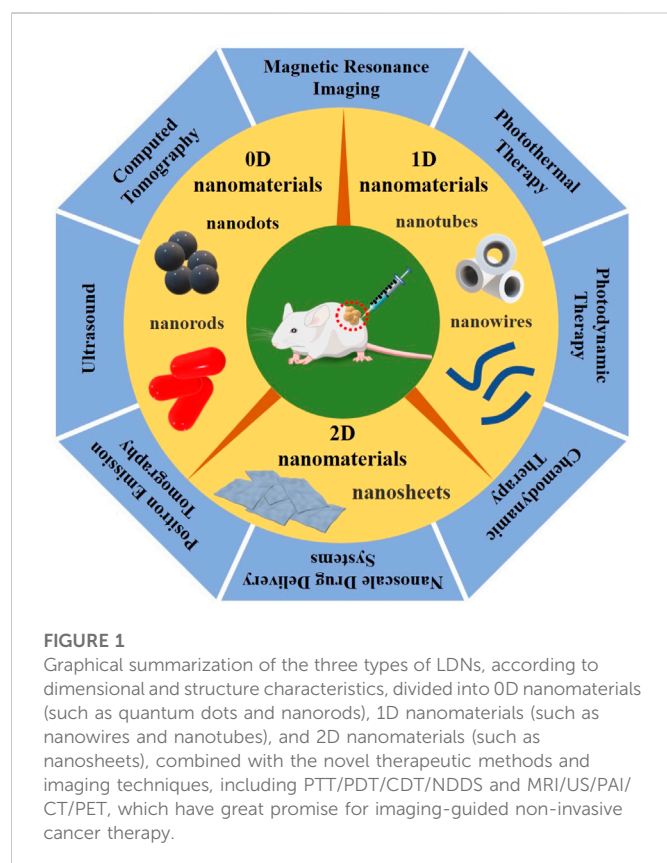 Magnetic Resonance
Imaging
Photothermal
Therapy
Photodynamic
Therapy
Chemodynamic
Therapy
Nanoscale Drug Delivery
Systems
Positron Emission
Tomography
Ultrasound
Computed
Tomography
0D
nanomaterials
nanodots
nanorods
1D
nanomaterials
nanotubes
nanowires
2D
nanomaterials
nanosheets
FIGURE 1
Graphical summarization of the three types of LDNs, according to
dimensional and structure characteristics, divided into 0D nanomaterials
(such as quantum dots and nanorods), 1D nanomaterials (such as
nanowires and nanotubes), and 2D nanomaterials (such as
nanosheets), combined with the novel therapeutic methods and
imaging techniques, including PTT/PDT/CDT/NDDS and MRI/US/PAI/
CT/PET, which have great promise for imaging-guided non-invasive
cancer therapy.